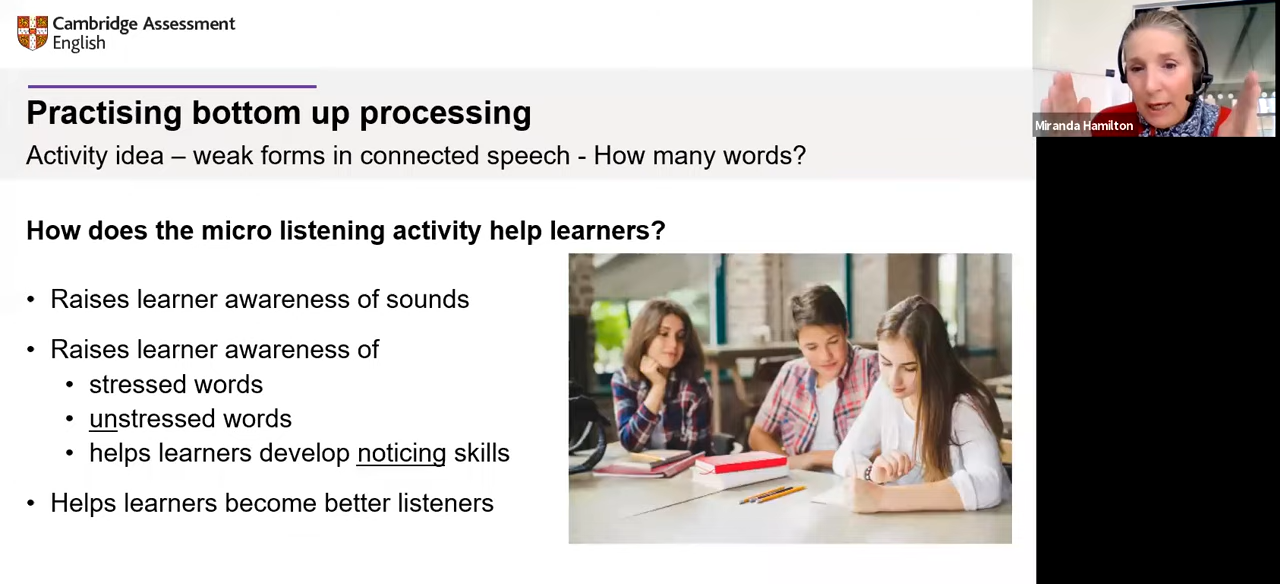 Cambridge Assessment
English
Practising bottom up processing
Activity idea – weak forms in connected speech - How many words?
How does the micro listening activity help learners?
• Raises learner awareness of sounds
• Raises learner awareness of
• stressed words
• unstressed words
• helps learners develop noticing skills
• Helps learners become better listeners
Miranda Hamilton